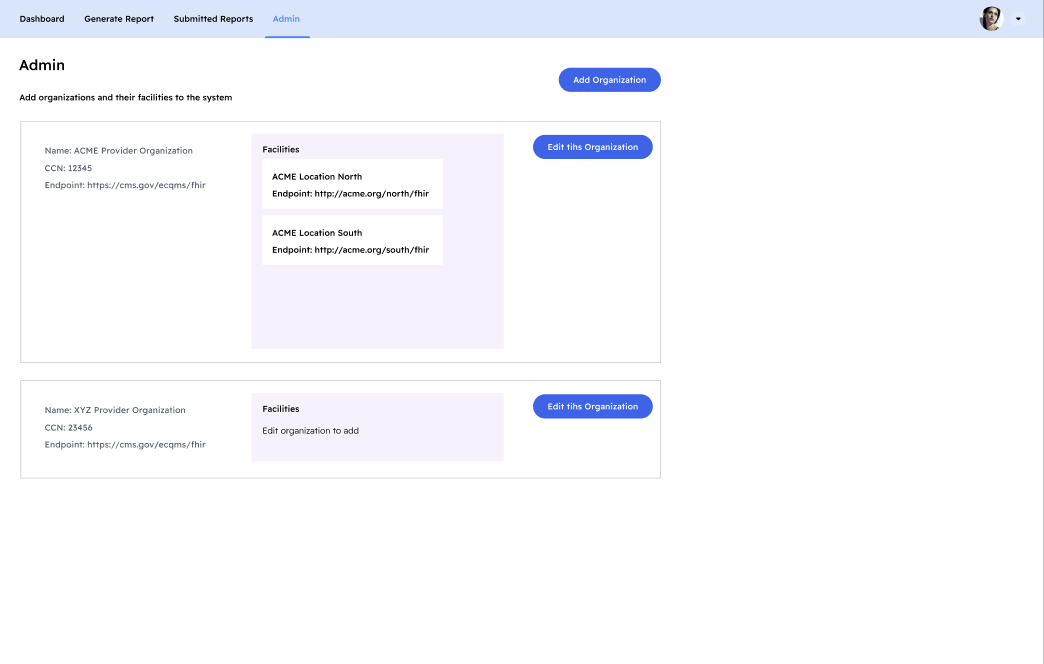 Dashboard Generate Report Submitted Reports Admin
Admin
Add Organization
Add organizations and their facilities to the system
Name: ACME Provider Organization
CCN: 12345
Endpoint: https://cms.gov/ecqms/fhir
Facilities
ACME Location North
Endpoint: http://acme.org/north/fhir
ACME Location South
Endpoint: http://acme.org/south/fhir
Edit tihs Organization
Name: XYZ Provider Organization
CCN: 23456
Endpoint: https://cms.gov/ecqms/fhir
Facilities
Edit organization to add
Edit tihs Organization